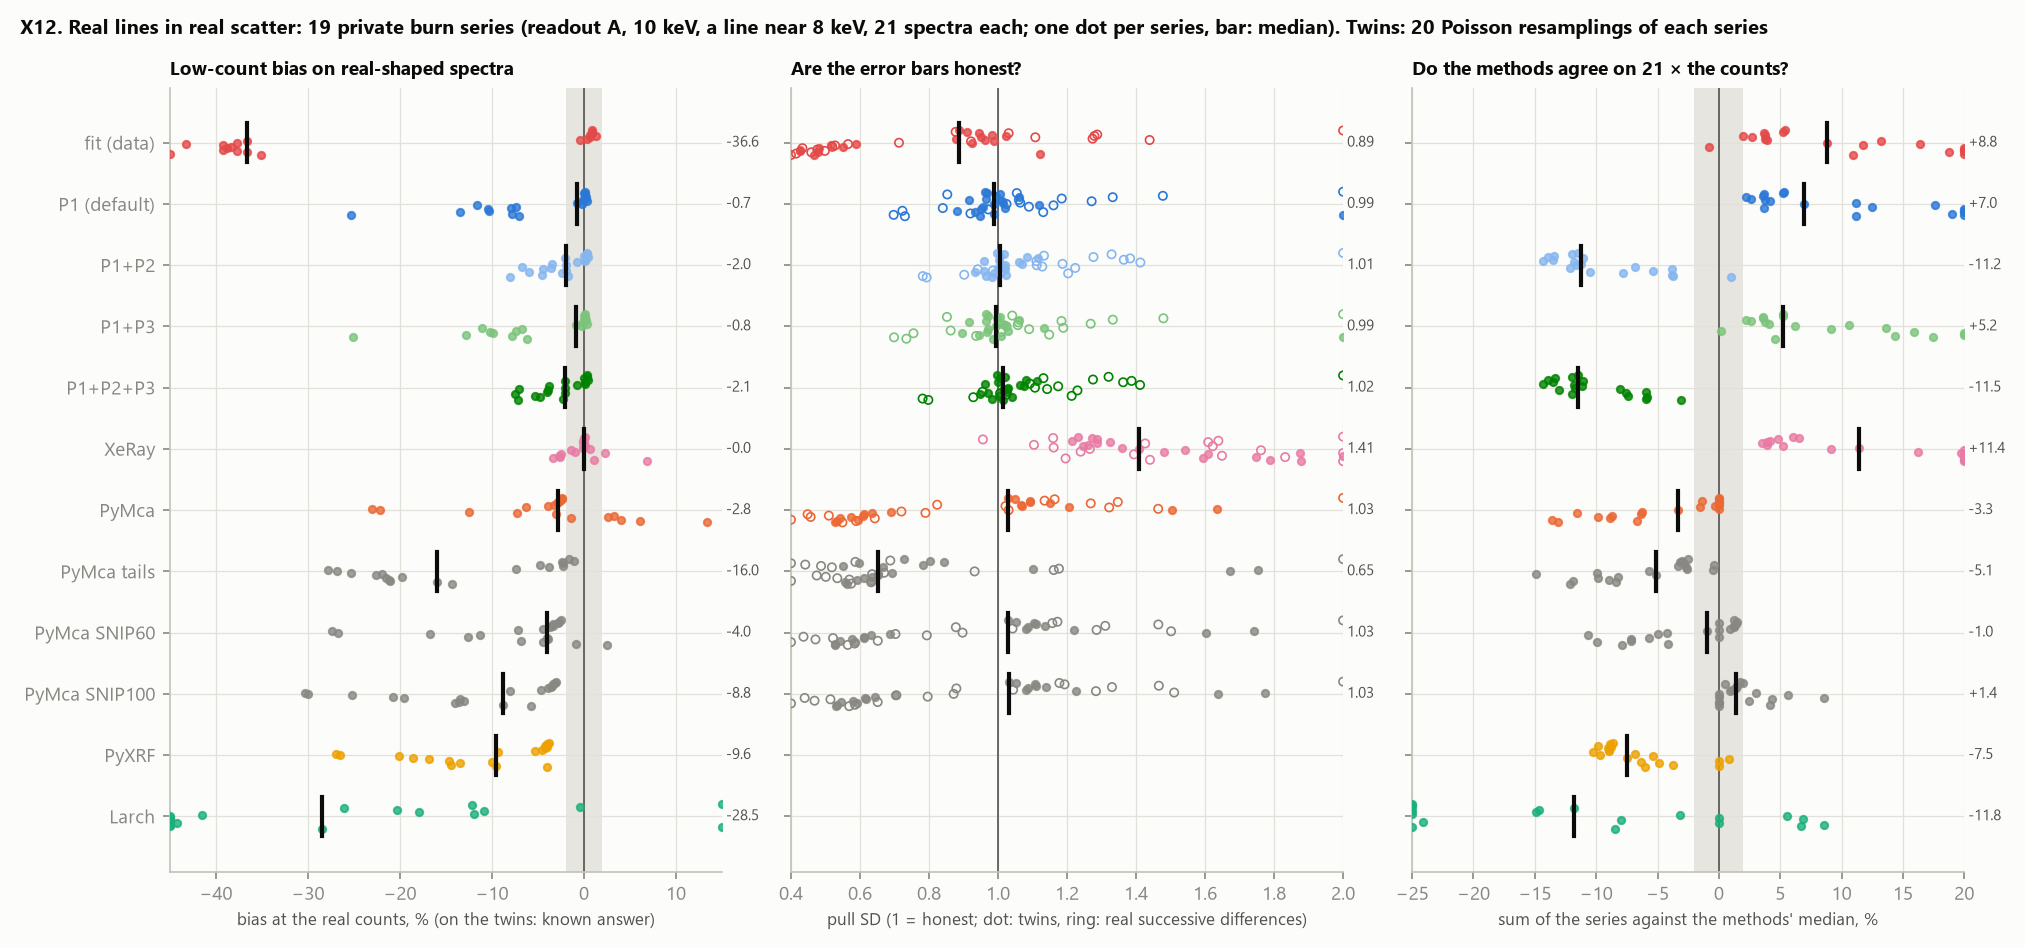 X12. Real lines in real scatter: 19 private burn series (readout A, 10 keV, a line near 8 keV, 21 spectra each; one dot per series, bar: median). Twins: 20 Poisson resamplings of each series
Low-count bias on real-shaped spectra
Are the error bars honest?
Do the methods agree on 21 × the counts?
fit (data) -36.6 0.89 +8.8
P1 (default) -0.7 0.99 +7.0
P1+P2 -2.0 1.01 -11.2
P1+P3 -0.8 0.99 +5.2
P1+P2+P3 -2.1 1.02 -11.5
XeRay -0.0 1.41 +11.4
PyMca -2.8 1.03 -3.3
PyMca tails -16.0 0.65 -5.1
PyMca SNIP60 -4.0 1.03 -1.0
PyMca SNIP100 -8.8 1.03 +1.4
PyXRF -9.6 -7.5
Larch -28.5 -11.8
−40 −30 −20 −10 0 10
0.4 0.6 0.8 1.0 1.2 1.4 1.6 1.8 2.0
−25 −20 −15 −10 −5 0 5 10 15 20
bias at the real counts, % (on the twins: known answer)
pull SD (1 = honest; dot: twins, ring: real successive differences)
sum of the series against the methods' median, %